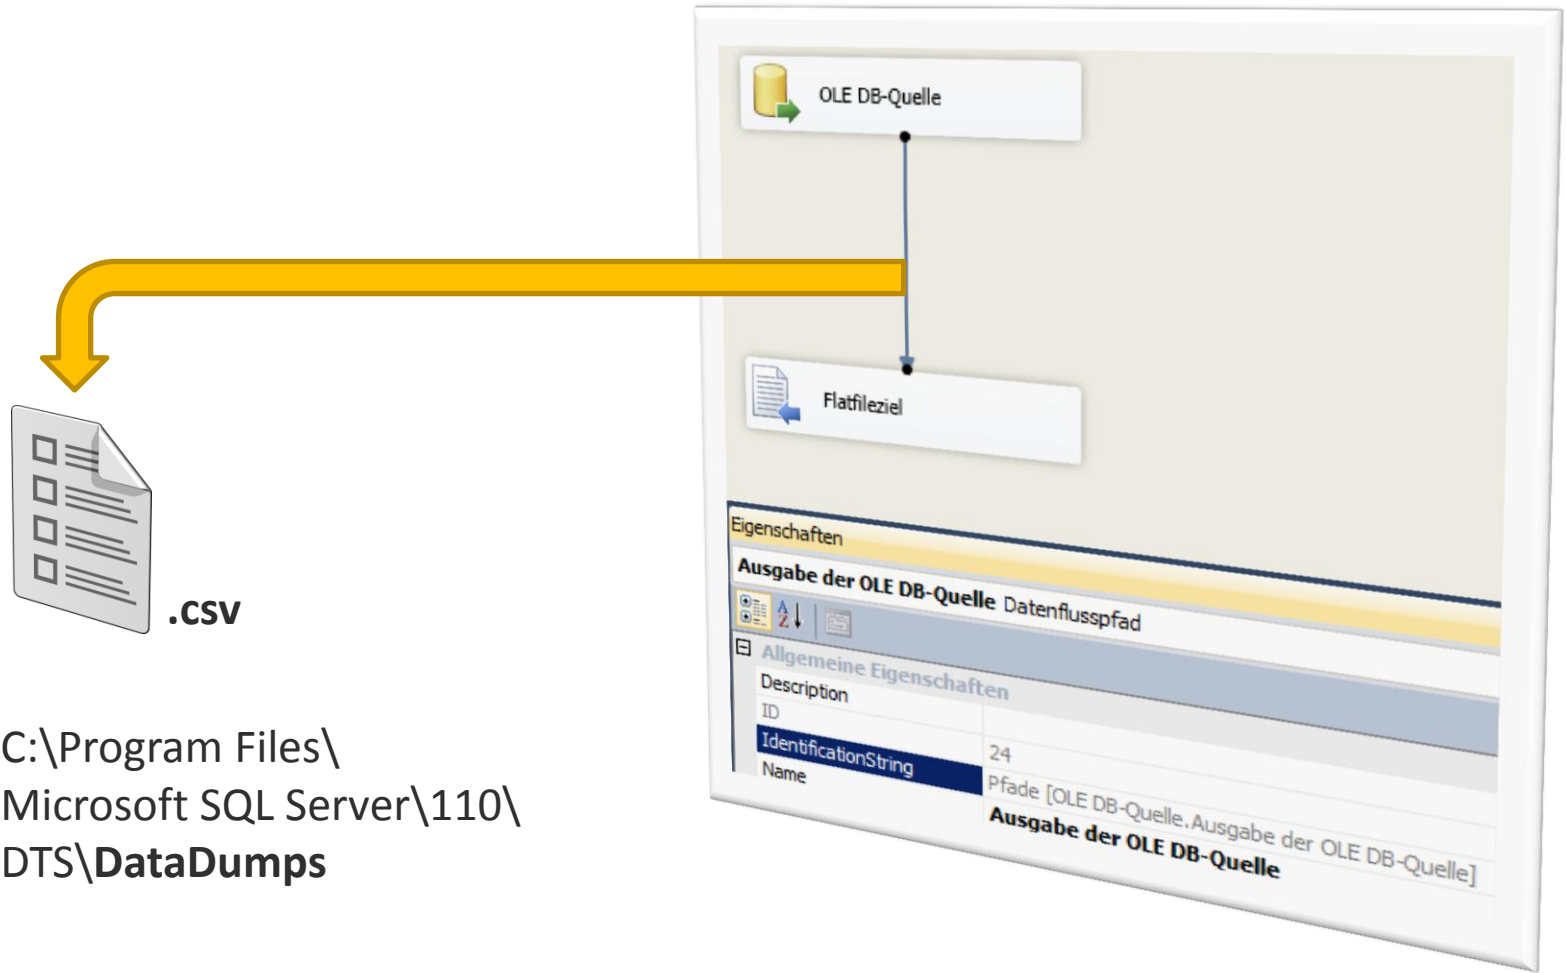 OLE DB-Quelle
Flatfileziel
.csv
C:\Program Files\
Microsoft SQL Server\110\
DTS\DataDumps
Eigenschaften
Ausgabe der OLE DB-Quelle Datenflusspfad
Allgemeine Eigenschaften
Description
ID 24
IdentificationString Pfade [OLE DB-Quelle.Ausgabe der OLE DB-Quelle]
Name Ausgabe der OLE DB-Quelle